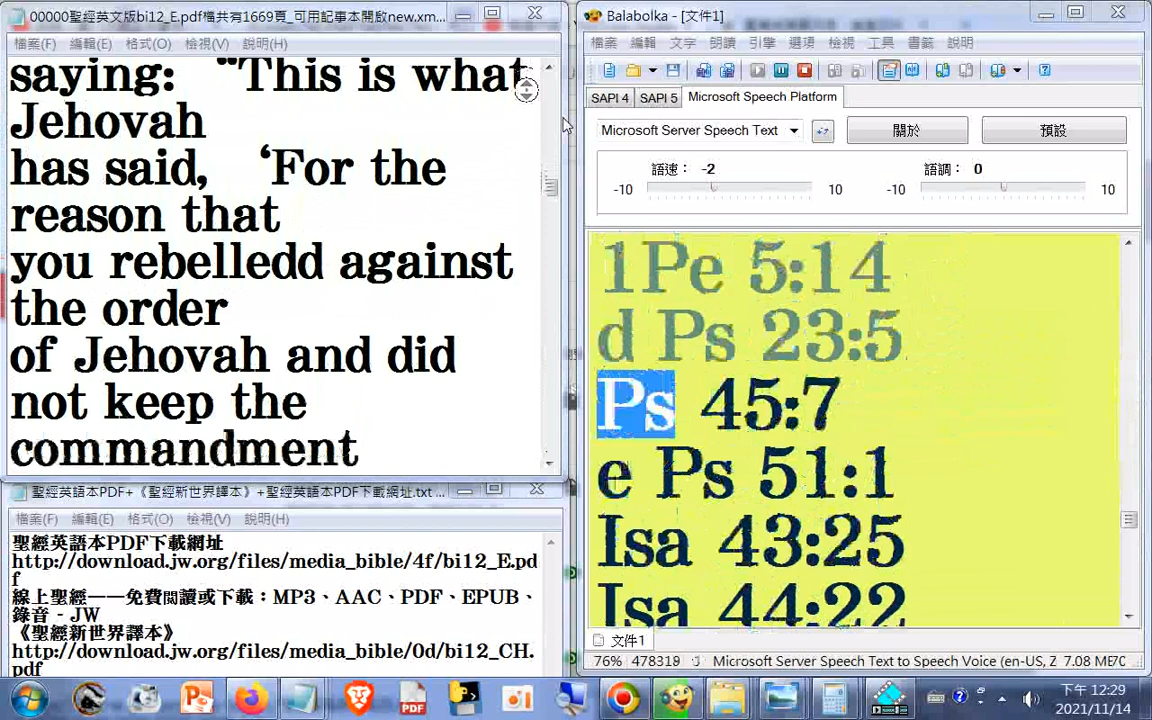 00000聖經英文版bi12_E.pdf檔共有1669頁_可用記事本開啟new.xm...
檔案(F) 編輯(E) 格式(O) 檢視(V) 說明(H)
saying: "This is what
Jehovah
has said, ‘For the
reason that
you rebelledd against
the order
of Jehovah and did
not keep the
commandment
聖經英語本PDF+《聖經新世界譯本》+聖經英語本PDF下載網址.txt ...
檔案(F) 編輯(E) 格式(O) 檢視(V) 說明(H)
聖經英語本PDF下載網址
http://download.jw.org/files/media_bible/4f/bi12_E.pd
f
線上聖經——免費閱讀或下載：MP3、AAC、PDF、EPUB、
錄音 - JW
《聖經新世界譯本》
http://download.jw.org/files/media_bible/0d/bi12_CH.
pdf
Balabolka - [文件1]
檔案 編輯 文字 朗讀 引擎 選項 檢視 工具 書籤 說明
SAPI 4 SAPI 5 Microsoft Speech Platform
Microsoft Server Speech Text 關於 預設
語速： -2 語調： 0
-10 10 -10 10
1Pe 5:14
d Ps 23:5
Ps 45:7
e Ps 51:1
Isa 43:25
Isa 44:22
文件1
76% 478319 Microsoft Server Speech Text to Speech Voice (en-US, Z 7.08 ME70
下午 12:29
2021/11/14